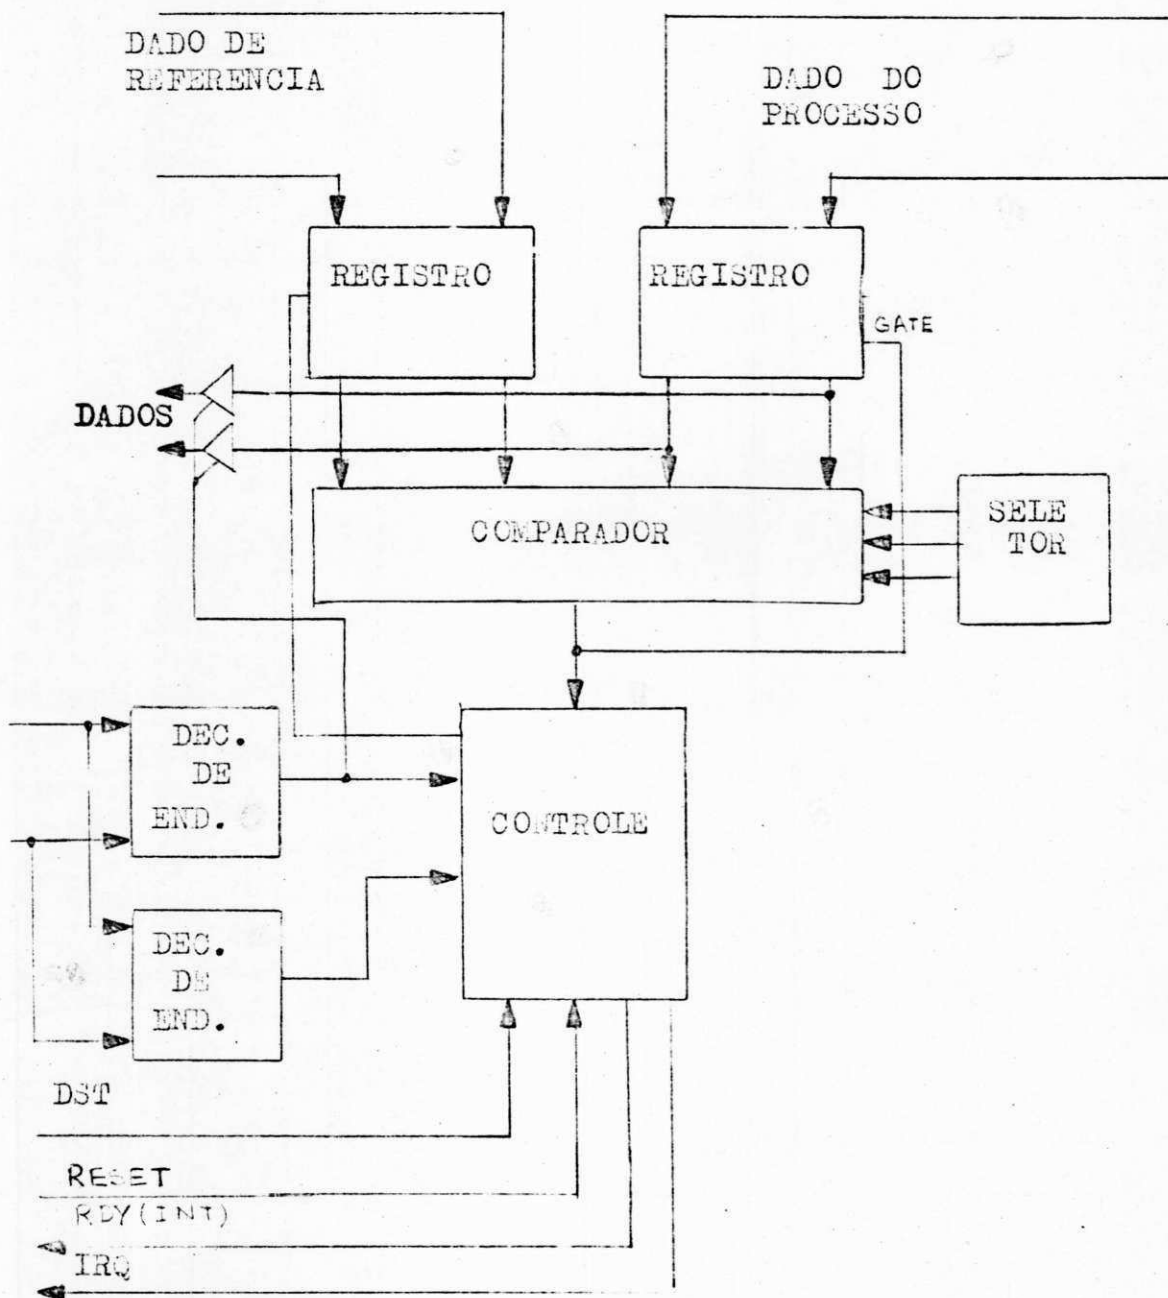 DADO DE
REFERENCIA
DADO DO
PROCESSO
REGISTRO
REGISTRO
GATE
DADOS
COMPARADOR
SELE
TOR
DEC.
DE
END.
CONTROLE
DEC.
DE
END.
DST
RESET
RDY(INT)
IRQ